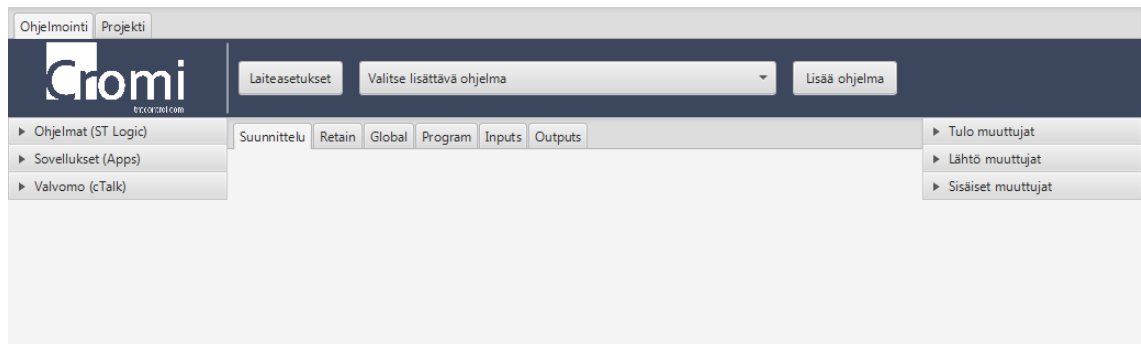 Ohjelmointi Projekti
Cromi
Laiteasetukset Valitse lisättävä ohjelma Lisää ohjelma
Ohjelmat (ST Logic)
Sovellukset (Apps)
Valvomo (cTalk)
Suunnittelu Retain Global Program Inputs Outputs
Tulo muuttujat
Lähtö muuttujat
Sisäiset muuttujat